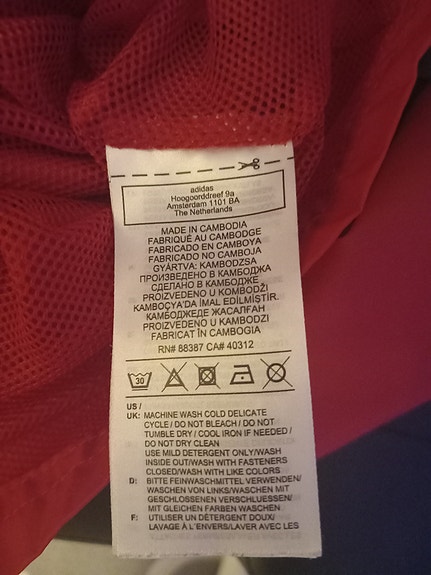 adidas
Hoogoorddreef 9a
Amsterdam 1101 BA
The Netherlands
MADE IN CAMBODIA
FABRIQUÉ AU CAMBODGE
FABRICADO EN CAMBOYA
FABRICADO NO CAMBOJA
GYÁRTVA: KAMBODZSA
ПРОИЗВЕДЕНО В КАМБОДЖА
СДЕЛАНО В КАМБОДЖЕ
PROIZVEDENO U KOMBODŽI
KAMBOÇYA'DA İMAL EDİLMİŞTİR.
КАМБОДЖЕДЕ ЖАСАЛҒАН
PROIZVEDENO U KAMBODZI
FABRICAT ÎN CAMBOGIA
RN# 88387 CA# 40312
30
US /
UK: MACHINE WASH COLD DELICATE
CYCLE / DO NOT BLEACH / DO NOT
TUMBLE DRY / COOL IRON IF NEEDED /
DO NOT DRY CLEAN
USE MILD DETERGENT ONLY/WASH
INSIDE OUT/WASH WITH FASTENERS
CLOSED/WASH WITH LIKE COLORS
D: BITTE FEINWASCHMITTEL VERWENDEN/
WASCHEN VON LINKS/WASCHEN MIT
GESCHLOSSENEN VERSCHLUESSEN/
MIT GLEICHEN FARBEN WASCHEN
F: UTILISER UN DÉTERGENT DOUX/
LAVAGE À L'ENVERS/LAVER AVEC LES